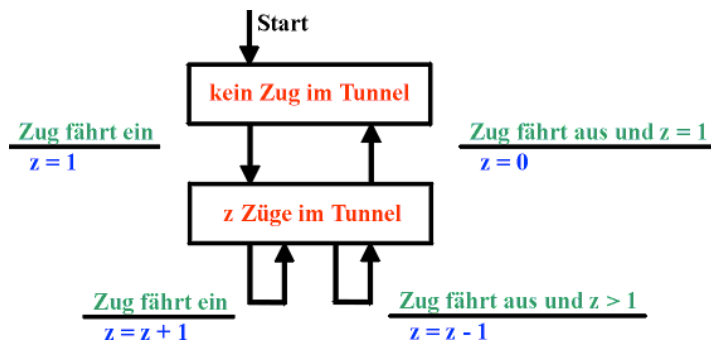 Start
kein Zug im Tunnel
Zug fährt ein
z = 1
Zug fährt aus und z = 1
z = 0
z Züge im Tunnel
Zug fährt ein
z = z + 1
Zug fährt aus und z > 1
z = z - 1